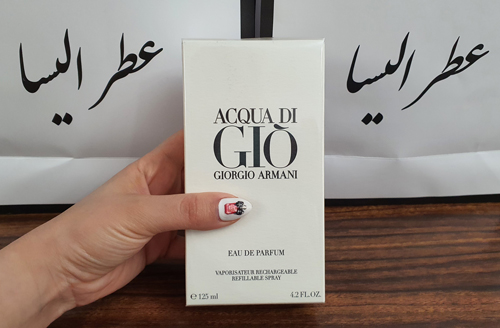 عطر اليسا
عطر اليسا
ACQUA DI
GIÒ
GIORGIO ARMANI
EAU DE PARFUM
VAPORISATEUR RECHARGEABLE
REFILLABLE SPRAY
℮ 125 ml 4.2 FL.OZ.